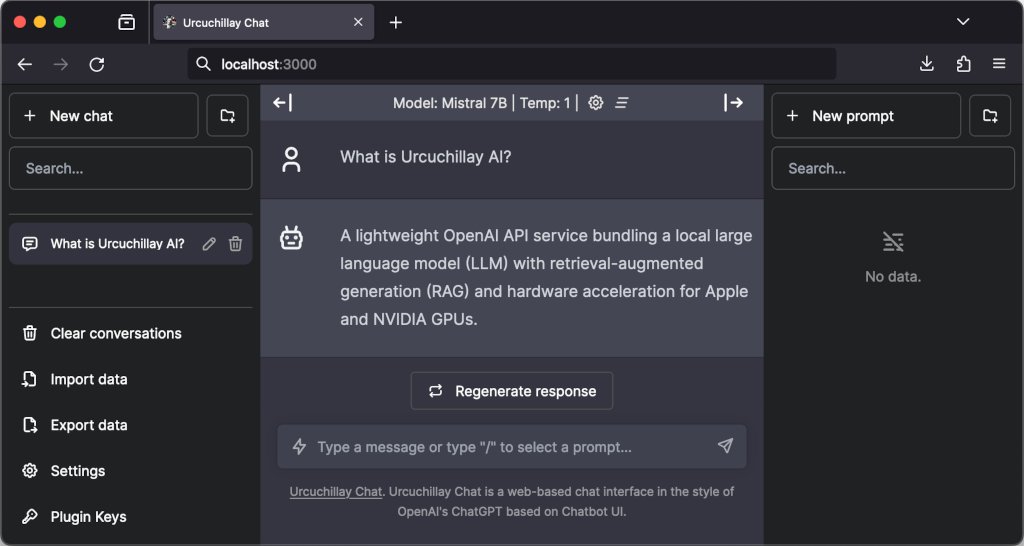 Urcuchillay Chat
localhost:3000
New chat
Search...
What is Urcuchillay AI?
Clear conversations
Import data
Export data
Settings
Plugin Keys
Model: Mistral 7B | Temp: 1 |
What is Urcuchillay AI?
A lightweight OpenAI API service bundling a local large
language model (LLM) with retrieval-augmented
generation (RAG) and hardware acceleration for Apple
and NVIDIA GPUs.
Regenerate response
Type a message or type "/" to select a prompt...
Urcuchillay Chat. Urcuchillay Chat is a web-based chat interface in the style of
OpenAI's ChatGPT based on Chatbot UI.
New prompt
Search...
No data.